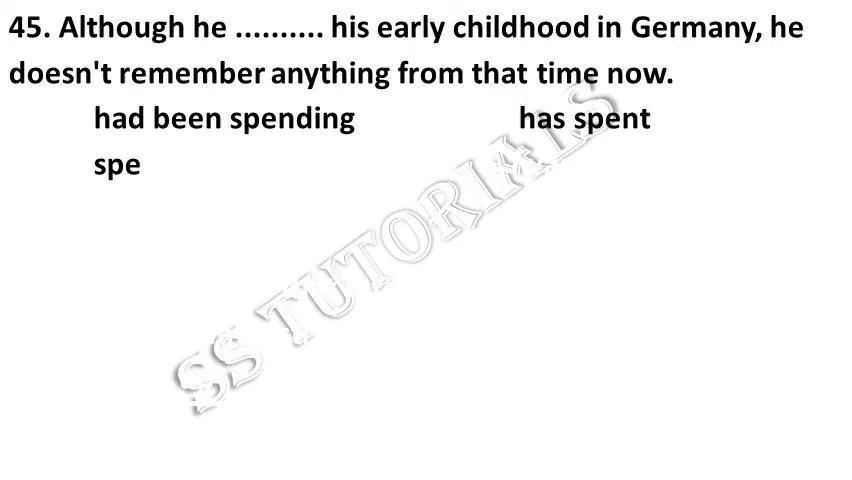 45. Although he .......... his early childhood in Germany, he
doesn't remember anything from that time now.
had been spending has spent
spe
SS TUTORIALS